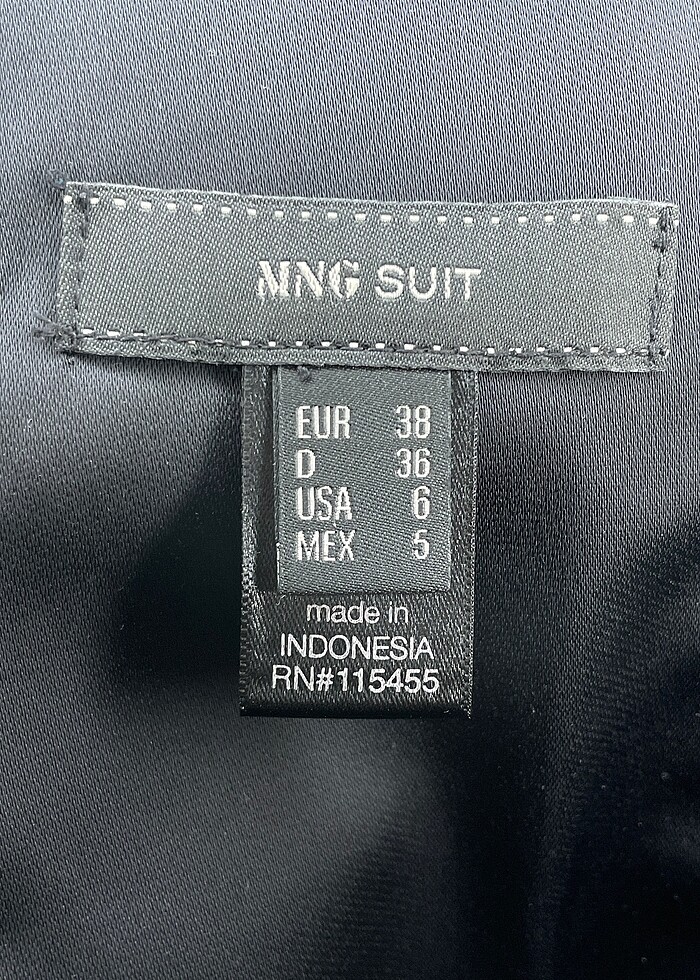 MNG SUIT
EUR 38
D 36
USA 6
MEX 5
made in
INDONESIA
RN#115455